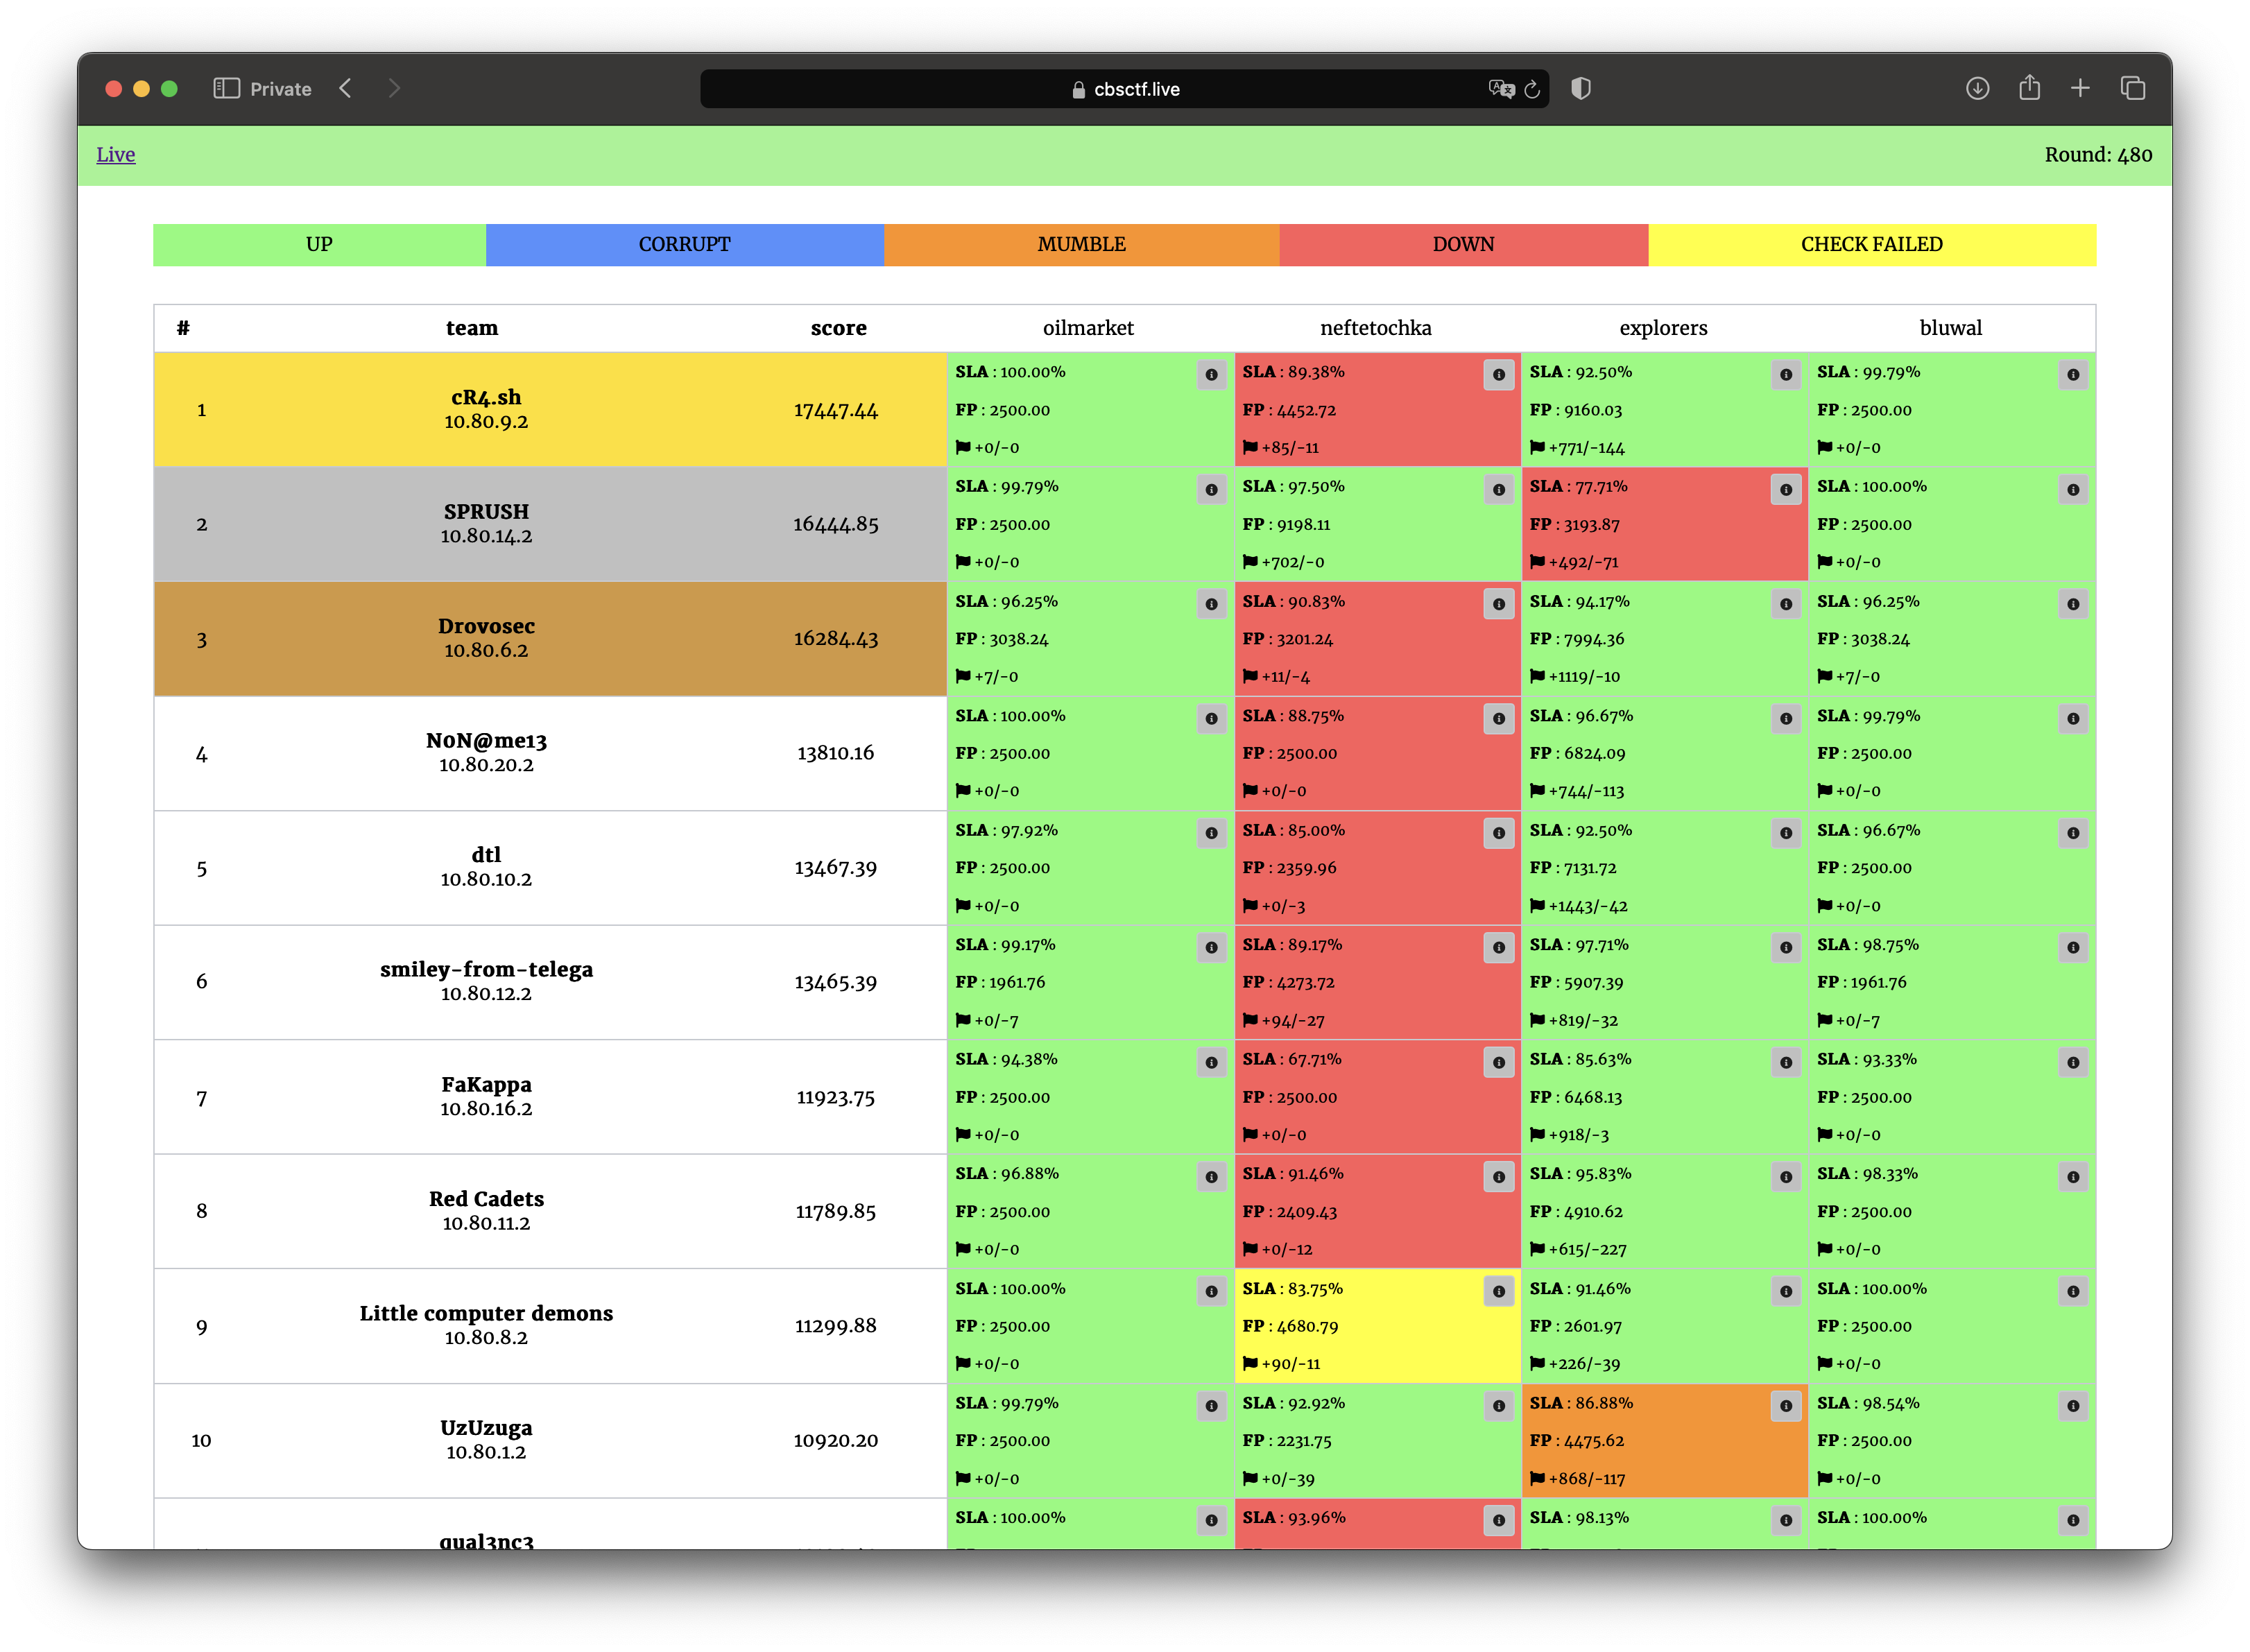 Private
cbsctf.live
Live
Round: 480
UP CORRUPT MUMBLE DOWN CHECK FAILED
# team score oilmarket neftetochka explorers bluwal
SLA : 100.00% SLA : 89.38% SLA : 92.50% SLA : 99.79%
1 cR4.sh 17447.44 FP : 2500.00 FP : 4452.72 FP : 9160.03 FP : 2500.00
10.80.9.2
+0/-0 +85/-11 +771/-144 +0/-0
SLA : 99.79% SLA : 97.50% SLA : 77.71% SLA : 100.00%
2 SPRUSH 16444.85 FP : 2500.00 FP : 9198.11 FP : 3193.87 FP : 2500.00
10.80.14.2
+0/-0 +702/-0 +492/-71 +0/-0
SLA : 96.25% SLA : 90.83% SLA : 94.17% SLA : 96.25%
3 Drovosec 16284.43 FP : 3038.24 FP : 3201.24 FP : 7994.36 FP : 3038.24
10.80.6.2
+7/-0 +11/-4 +1119/-10 +7/-0
SLA : 100.00% SLA : 88.75% SLA : 96.67% SLA : 99.79%
4 N0N@me13 13810.16 FP : 2500.00 FP : 2500.00 FP : 6824.09 FP : 2500.00
10.80.20.2
+0/-0 +0/-0 +744/-113 +0/-0
SLA : 97.92% SLA : 85.00% SLA : 92.50% SLA : 96.67%
5 dtl 13467.39 FP : 2500.00 FP : 2359.96 FP : 7131.72 FP : 2500.00
10.80.10.2
+0/-0 +0/-3 +1443/-42 +0/-0
SLA : 99.17% SLA : 89.17% SLA : 97.71% SLA : 98.75%
6 smiley-from-telega 13465.39 FP : 1961.76 FP : 4273.72 FP : 5907.39 FP : 1961.76
10.80.12.2
+0/-7 +94/-27 +819/-32 +0/-7
SLA : 94.38% SLA : 67.71% SLA : 85.63% SLA : 93.33%
7 FaKappa 11923.75 FP : 2500.00 FP : 2500.00 FP : 6468.13 FP : 2500.00
10.80.16.2
+0/-0 +0/-0 +918/-3 +0/-0
SLA : 96.88% SLA : 91.46% SLA : 95.83% SLA : 98.33%
8 Red Cadets 11789.85 FP : 2500.00 FP : 2409.43 FP : 4910.62 FP : 2500.00
10.80.11.2
+0/-0 +0/-12 +615/-227 +0/-0
SLA : 100.00% SLA : 83.75% SLA : 91.46% SLA : 100.00%
9 Little computer demons 11299.88 FP : 2500.00 FP : 4680.79 FP : 2601.97 FP : 2500.00
10.80.8.2
+0/-0 +90/-11 +226/-39 +0/-0
SLA : 99.79% SLA : 92.92% SLA : 86.88% SLA : 98.54%
10 UzUzuga 10920.20 FP : 2500.00 FP : 2231.75 FP : 4475.62 FP : 2500.00
10.80.1.2
+0/-0 +0/-39 +868/-117 +0/-0
SLA : 100.00% SLA : 93.96% SLA : 98.13% SLA : 100.00%
qual3nc3